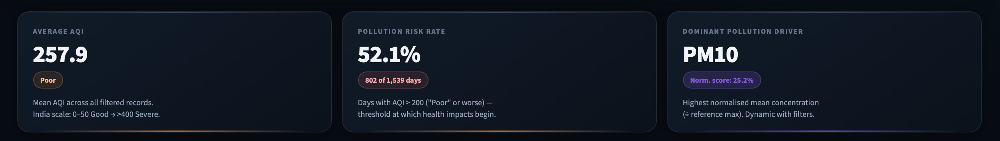 AVERAGE AQI
257.9
Poor
Mean AQI across all filtered records.
India scale: 0–50 Good → >400 Severe.
POLLUTION RISK RATE
52.1%
802 of 1,539 days
Days with AQI > 200 ("Poor" or worse) —
threshold at which health impacts begin.
DOMINANT POLLUTION DRIVER
PM10
Norm. score: 25.2%
Highest normalised mean concentration
(÷ reference max). Dynamic with filters.